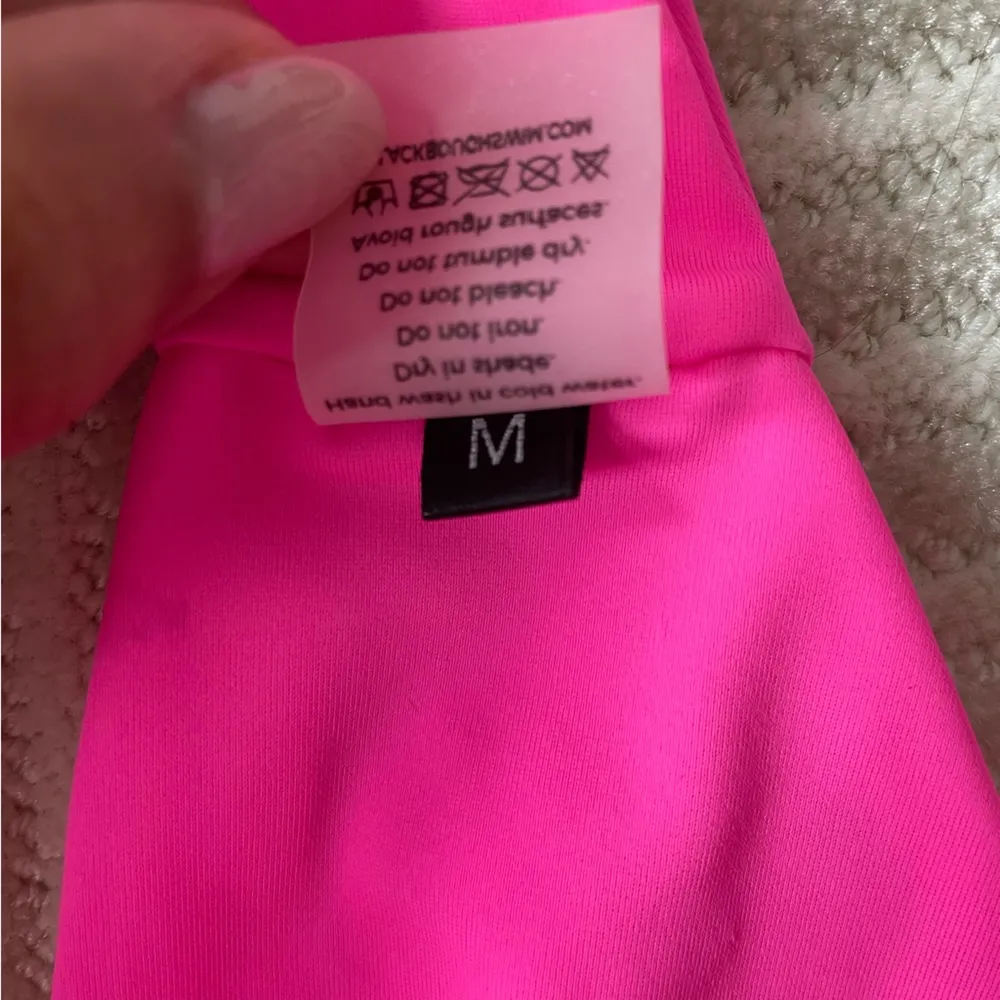 Hand wash in cold water.
Dry in shade.
Do not iron.
Do not bleach.
Do not tumble dry.
Avoid rough surfaces.
LACKBOUGHSWIM.COM
M